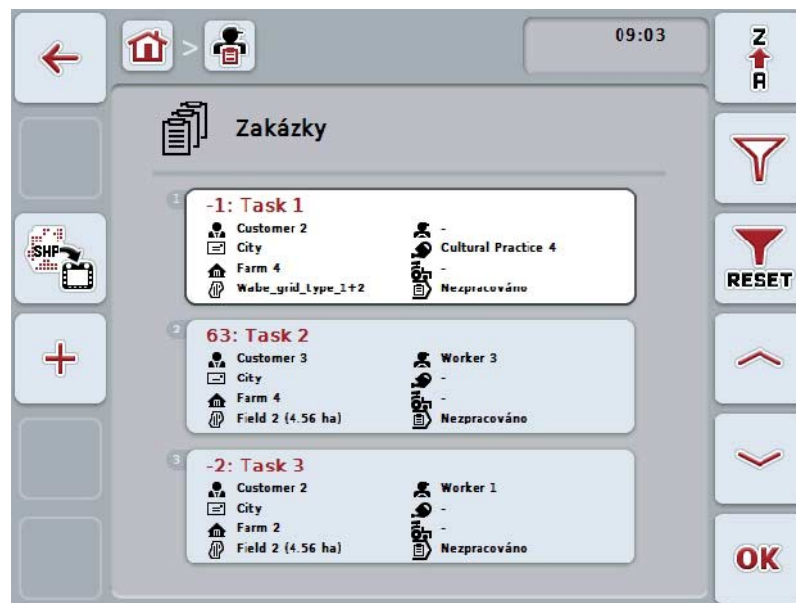 09:03
Z
A
Zakázky
1
-1: Task 1
Customer 2
-
City
Cultural Practice 4
Farm 4
-
Wabe_grid_type_1+2
Nezpracováno
SHP
RESET
2
63: Task 2
Customer 3
Worker 3
City
-
Farm 4
-
Field 2 (4.56 ha)
Nezpracováno
3
-2: Task 3
Customer 2
Worker 1
City
-
Farm 2
-
Field 2 (4.56 ha)
Nezpracováno
OK